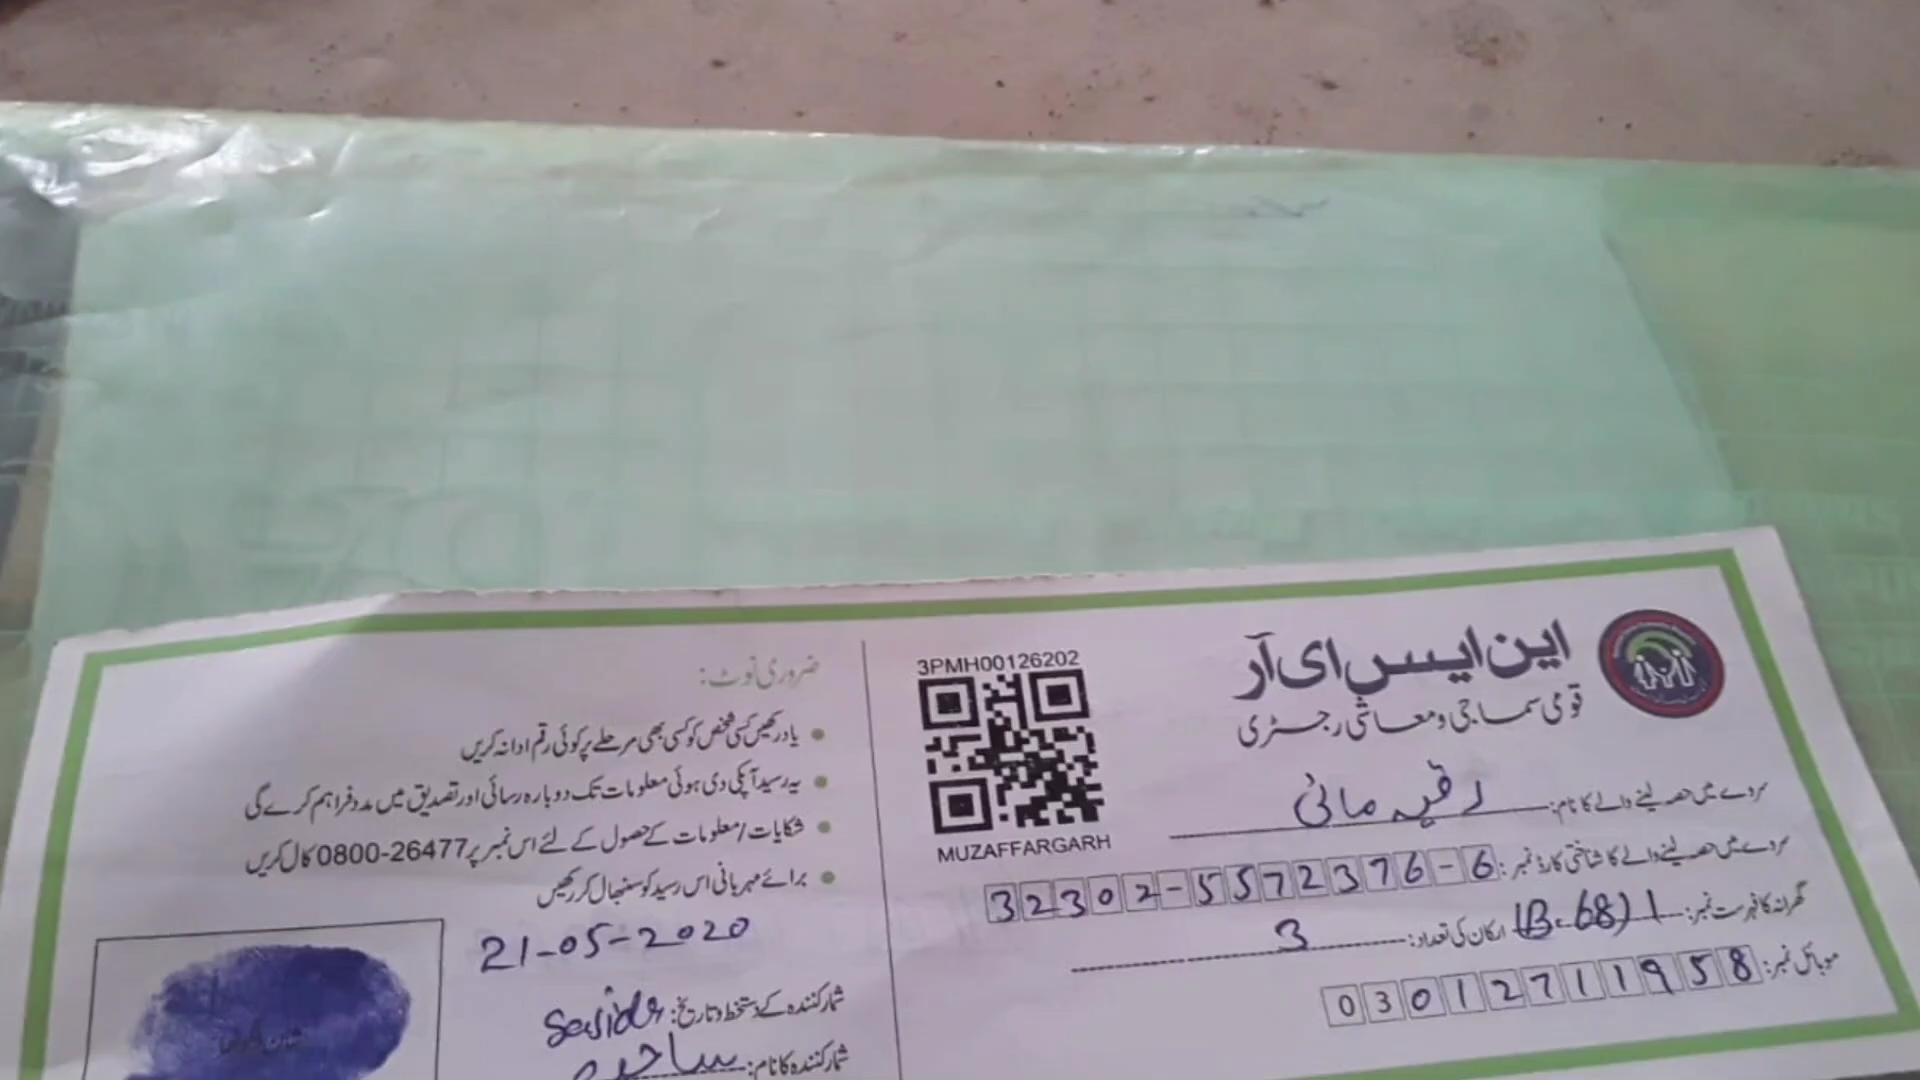 این ایس ای آر
قومی سماجی و معاشی رجسٹری
3PMH00126202
MUZAFFARGARH
سروے میں حصہ لینے والے کا نام: رقیہ مائی
سروے میں حصہ لینے والے کا شناختی کارڈ نمبر: 32302-5572376-6
گھرانہ کا فہرست نمبر: 1 (B-68) ارکان کی تعداد: 3
موبائل نمبر: 03012711958
ضروری نوٹ:
یاد رکھیں کسی شخص کو کسی بھی مرحلے پر کوئی رقم ادا نہ کریں
یہ رسید آپکی دی ہوئی معلومات تک دوبارہ رسائی اور تصدیق میں مدد فراہم کرے گی
شکایات/معلومات کے حصول کے لئے اس نمبر پر 0800-26477 کال کریں
برائے مہربانی اس رسید کو سنبھال کر رکھیں
21-05-2020
شمار کنندہ کے دستخط و تاریخ:
شمار کنندہ کا نام: